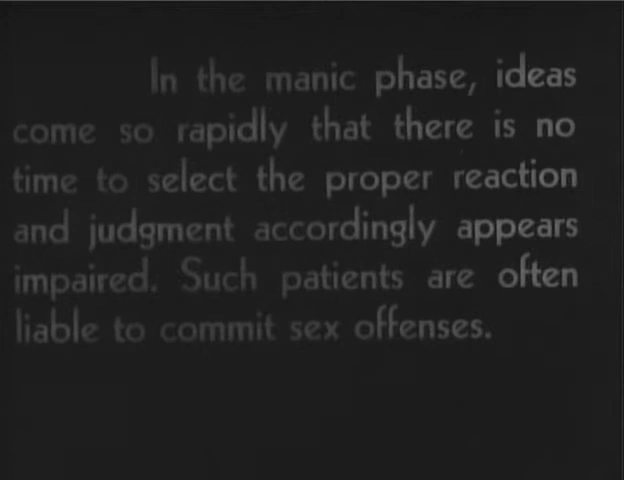 In the manic phase, ideas
come so rapidly that there is no
time to select the proper reaction
and judgment accordingly appears
impaired. Such patients are often
liable to commit sex offenses.